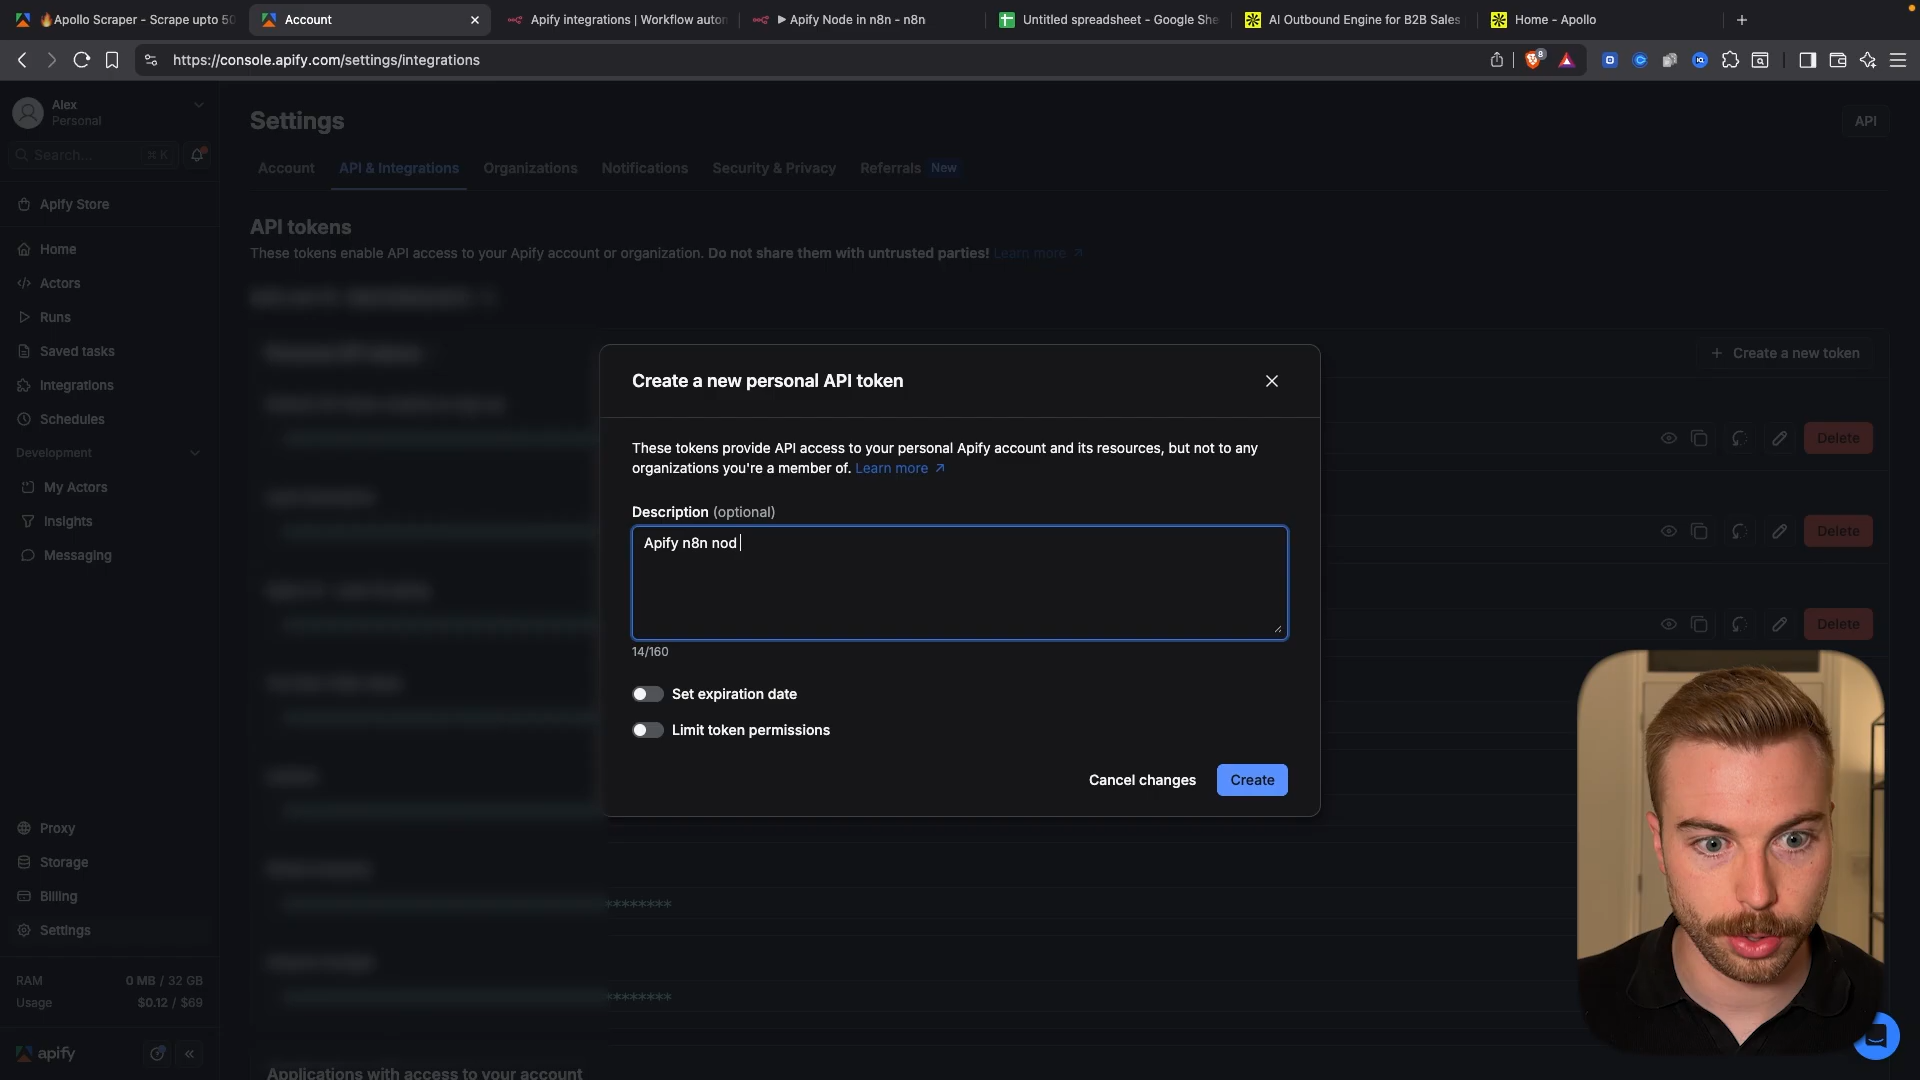 🔥Apollo Scraper - Scrape upto 50
Account
Apify integrations | Workflow auton
▶ Apify Node in n8n - n8n
Untitled spreadsheet - Google She
AI Outbound Engine for B2B Sales
Home - Apollo
https://console.apify.com/settings/integrations
8
Alex
Personal
Search...
⌘ K
Apify Store
Home
Actors
Runs
Saved tasks
Integrations
Schedules
Development
My Actors
Insights
Messaging
Proxy
Storage
Billing
Settings
RAM
0 MB / 32 GB
Usage
$0.12 / $69
apify
Settings
API
Account
API & Integrations
Organizations
Notifications
Security & Privacy
Referrals
New
API tokens
These tokens enable API access to your Apify account or organization. Do not share them with untrusted parties! Learn more
Create a new token
Delete
Delete
Delete
Create a new personal API token
These tokens provide API access to your personal Apify account and its resources, but not to any
organizations you're a member of. Learn more
Description (optional)
Apify n8n nod
14/160
Set expiration date
Limit token permissions
Cancel changes
Create
********
********
Applications with access to your account